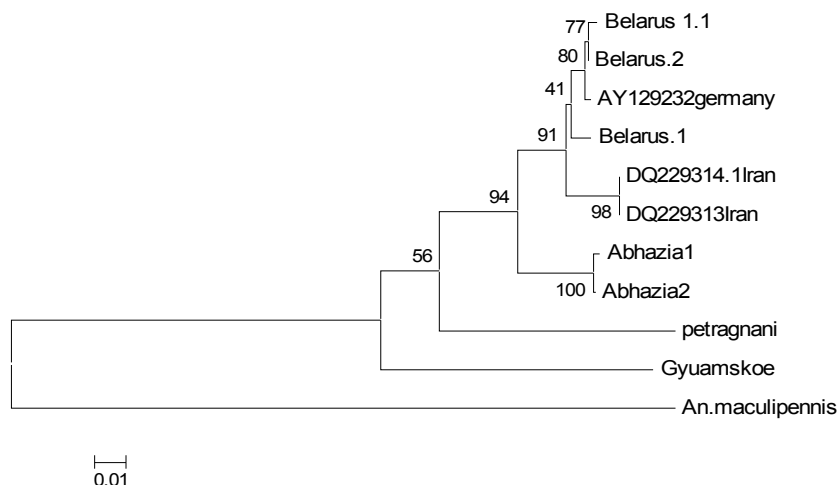 77 Belarus 1.1
80 Belarus.2
41 AY129232germany
91 Belarus.1
DQ229314.1Iran
94 98 DQ229313Iran
56 Abhazia1
100 Abhazia2
petragnani
Gyuamskoe
An.maculipennis
0.01